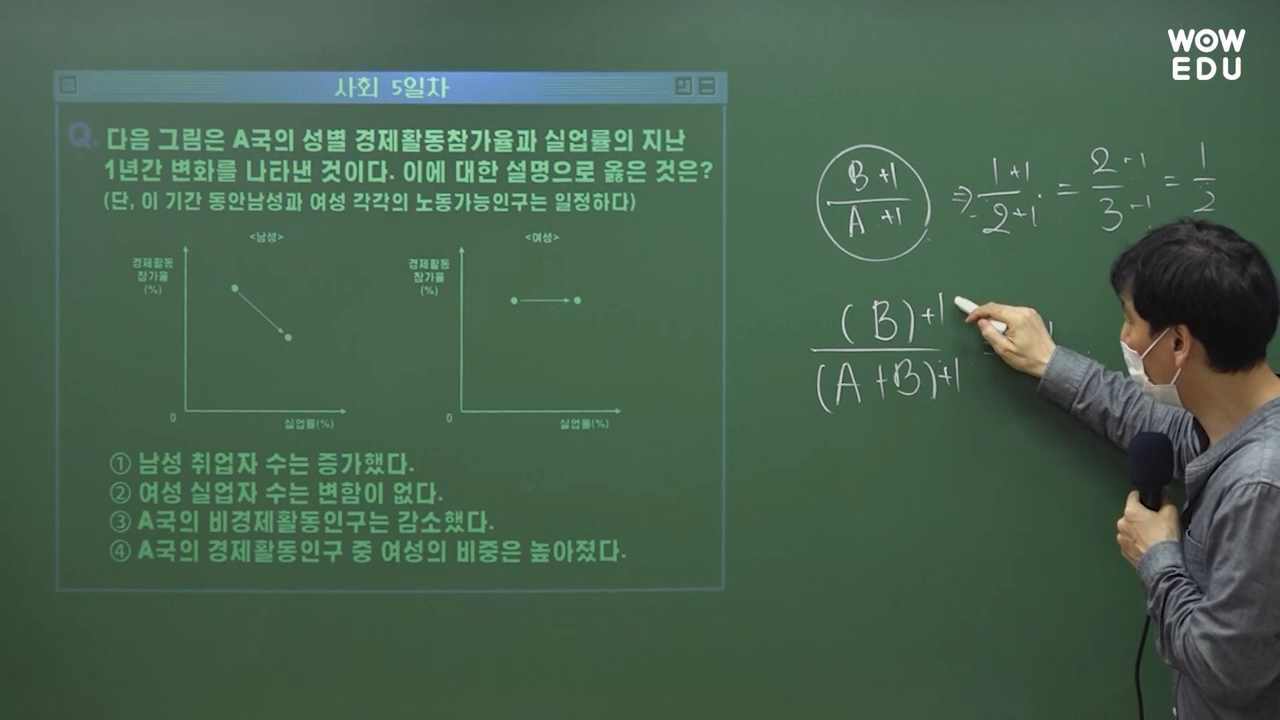 WOW
EDU
사회 5일차
Q. 다음 그림은 A국의 성별 경제활동참가율과 실업률의 지난
1년간 변화를 나타낸 것이다. 이에 대한 설명으로 옳은 것은?
(단, 이 기간 동안남성과 여성 각각의 노동가능인구는 일정하다)
<남성>
경제활동
참가율
(%)
0
실업률(%)
<여성>
경제활동
참가율
(%)
0
실업률(%)
① 남성 취업자 수는 증가했다.
② 여성 실업자 수는 변함이 없다.
③ A국의 비경제활동인구는 감소했다.
④ A국의 경제활동인구 중 여성의 비중은 높아졌다.
B +1
A +1
⇒ 1+1 = 2-1 = 1
2+1 3-1 2
(B)+1
(A+B)+1